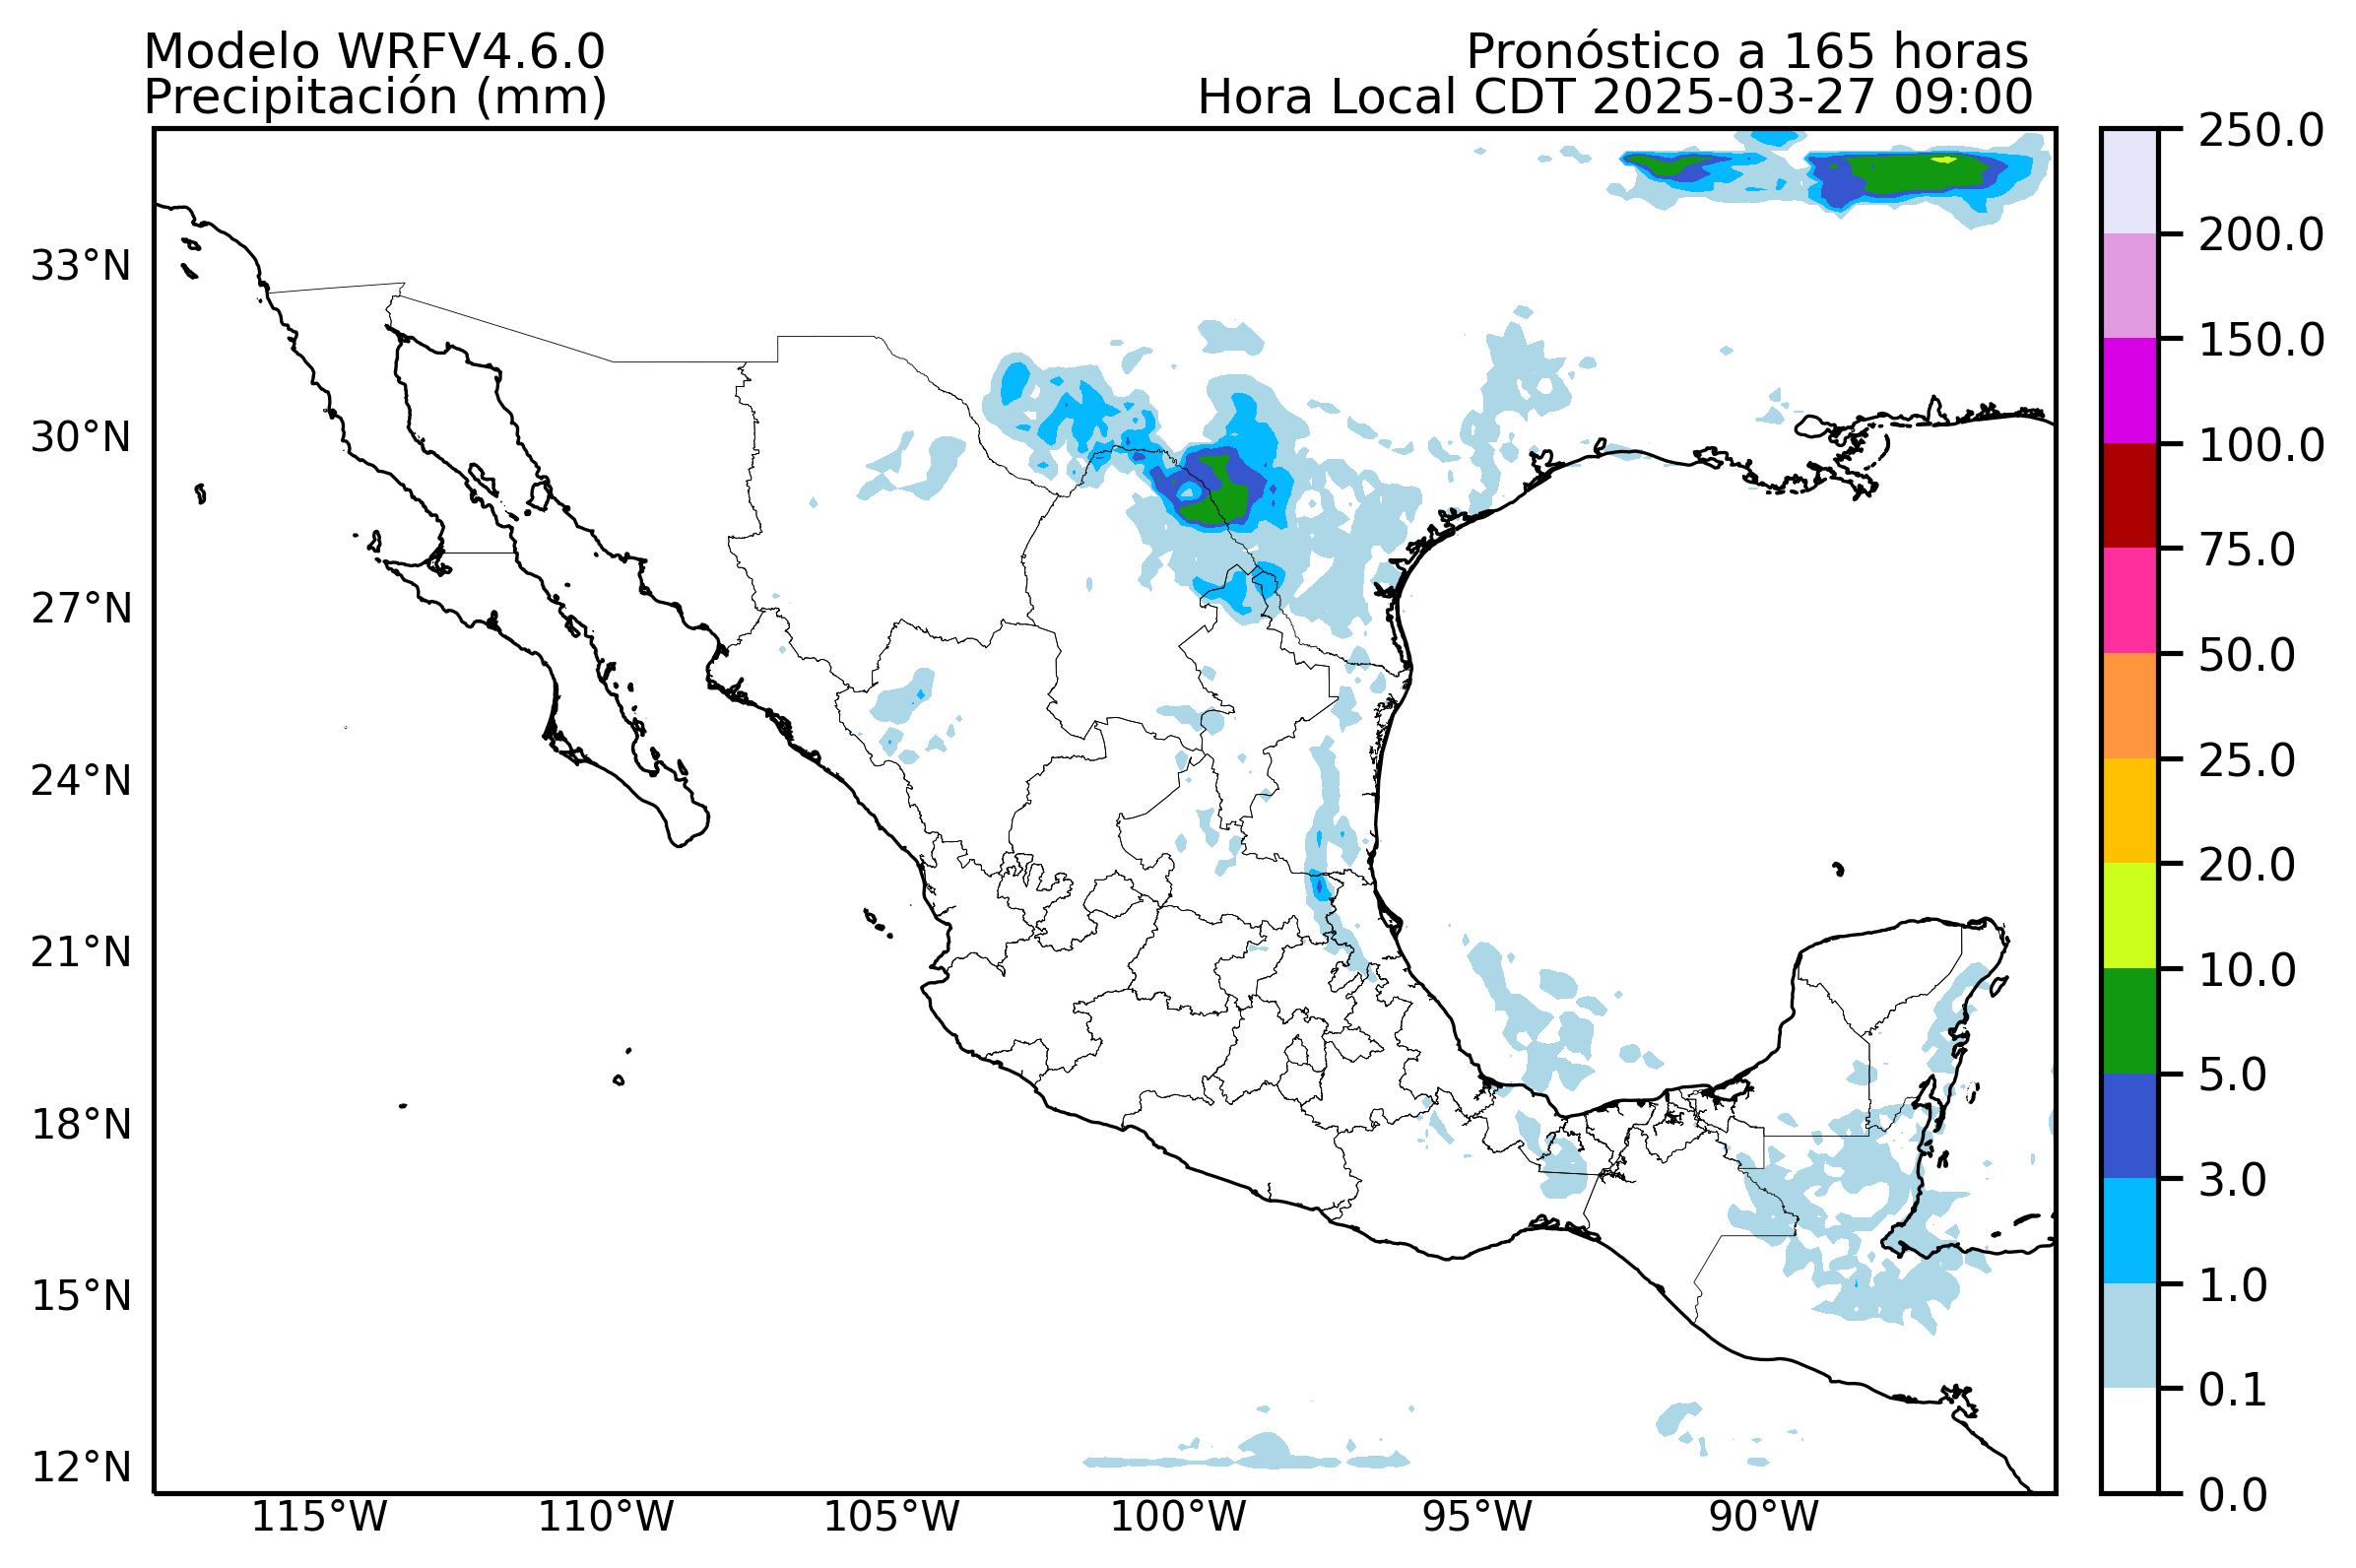 Modelo WRFV4.6.0
Pronóstico a 165 horas
Precipitación (mm)
Hora Local CDT 2025-03-27 09:00
33°N
30°N
27°N
24°N
21°N
18°N
15°N
12°N
115°W
110°W
105°W
100°W
95°W
90°W
250.0
200.0
150.0
100.0
75.0
50.0
25.0
20.0
10.0
5.0
3.0
1.0
0.1
0.0